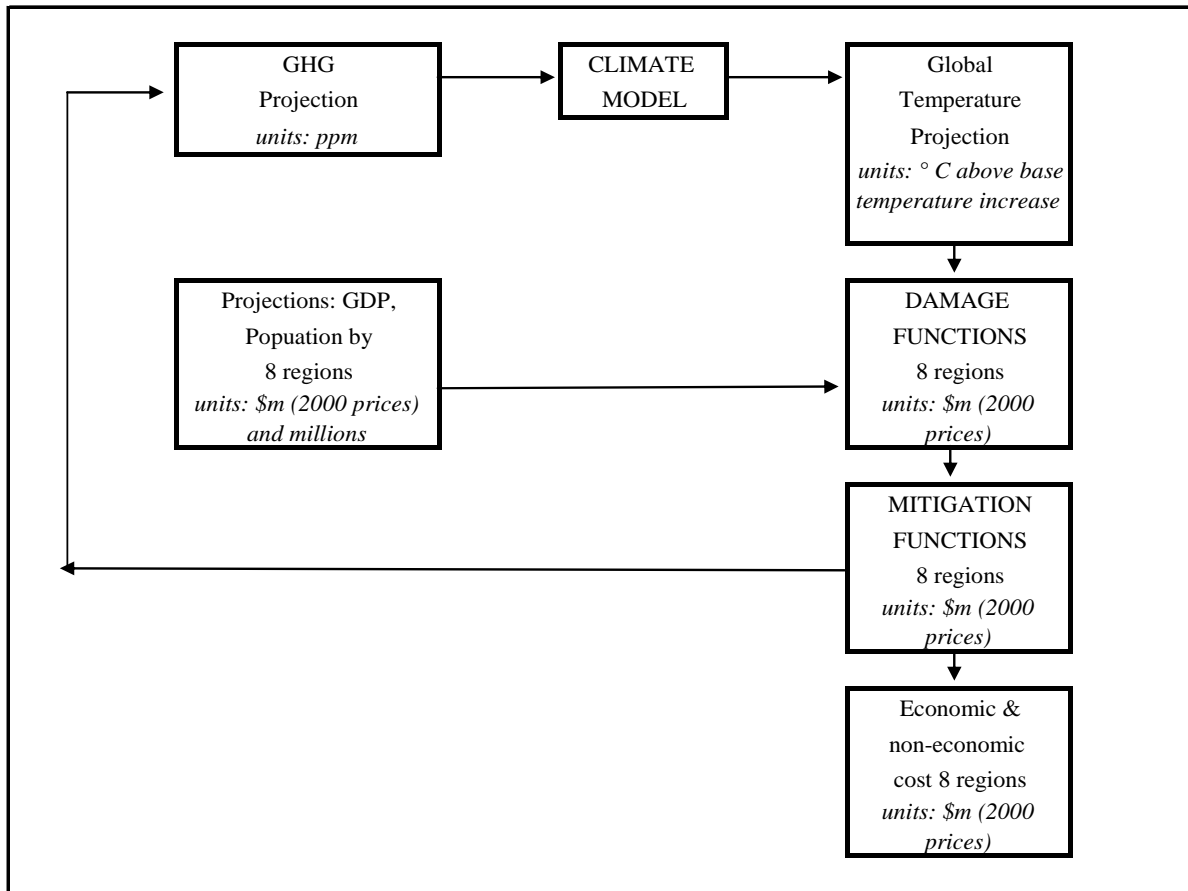 GHG
Projection
units: ppm
CLIMATE
MODEL
Global
Temperature
Projection
units: ° C above base
temperature increase
Projections: GDP,
Popuation by
8 regions
units: $m (2000 prices)
and millions
DAMAGE
FUNCTIONS
8 regions
units: $m (2000
prices)
MITIGATION
FUNCTIONS
8 regions
units: $m (2000
prices)
Economic &
non-economic
cost 8 regions
units: $m (2000
prices)